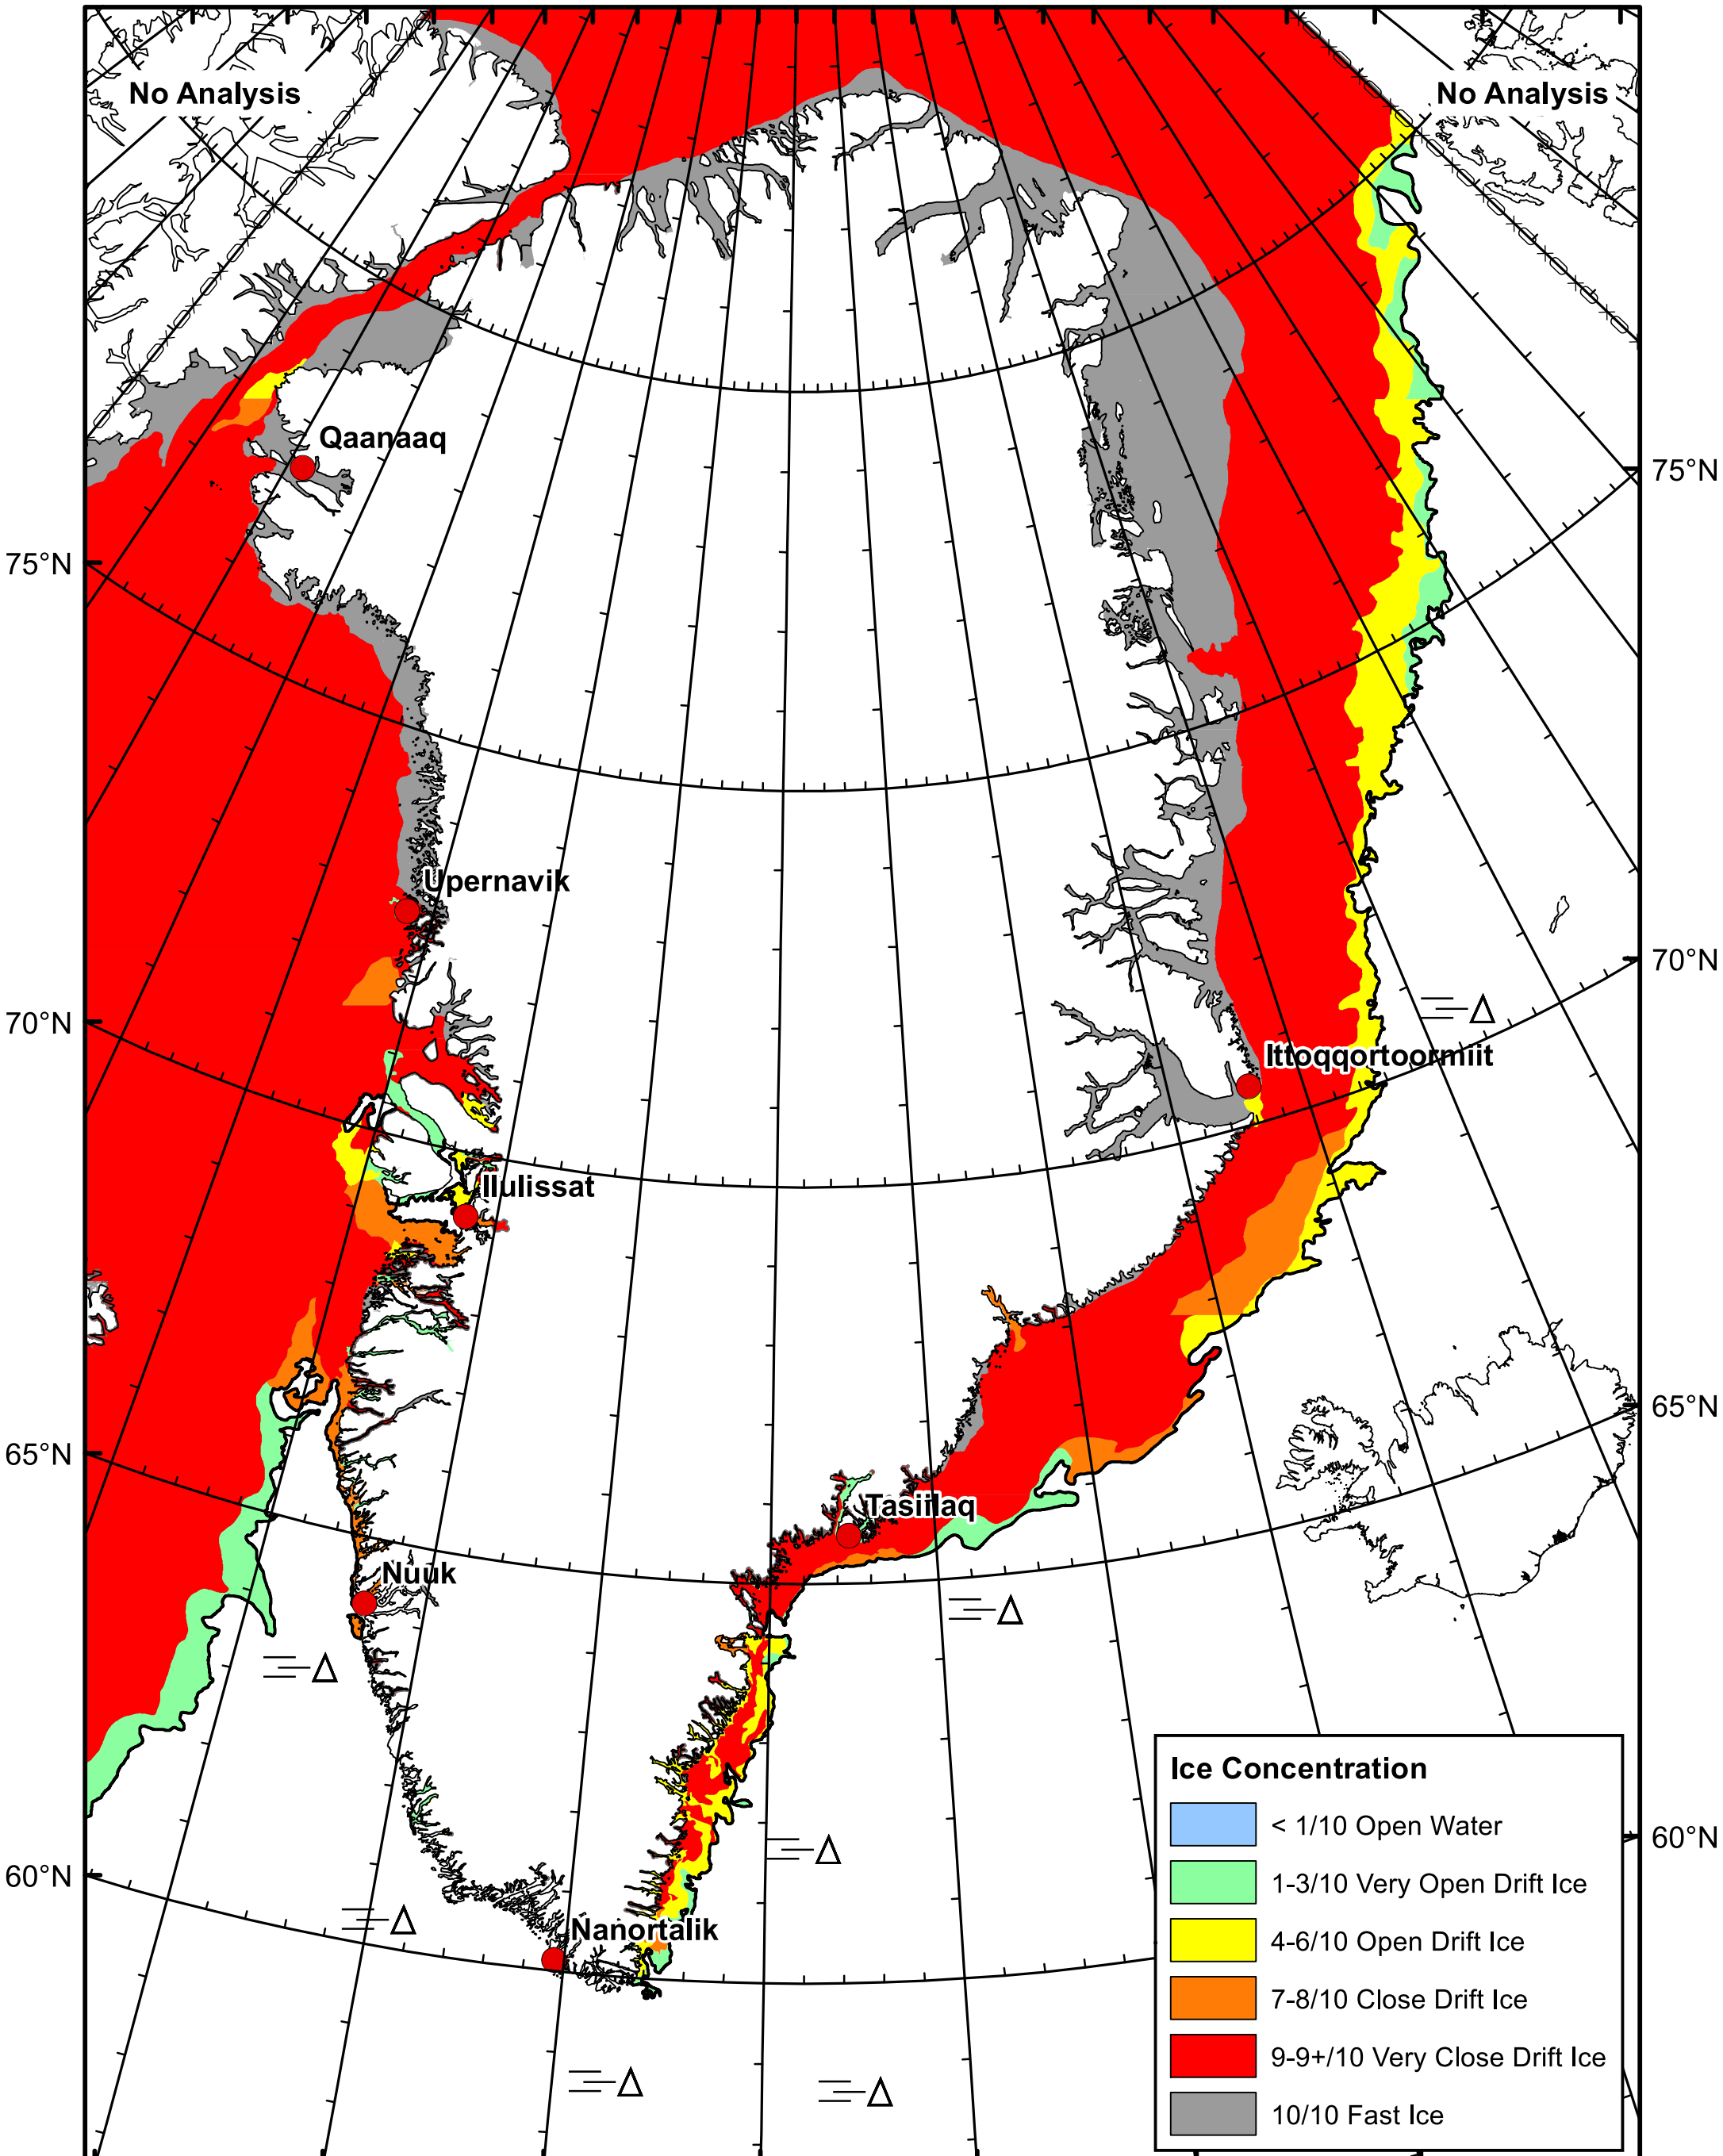 No Analysis
No Analysis
Qaanaaq
75°N
75°N
Upernavik
70°N
70°N
Ittoqqortoormiit
Ilulissat
65°N
65°N
Tasiilaq
Nuuk
60°N
60°N
Nanortalik
Ice Concentration
< 1/10 Open Water
1-3/10 Very Open Drift Ice
4-6/10 Open Drift Ice
7-8/10 Close Drift Ice
9-9+/10 Very Close Drift Ice
10/10 Fast Ice